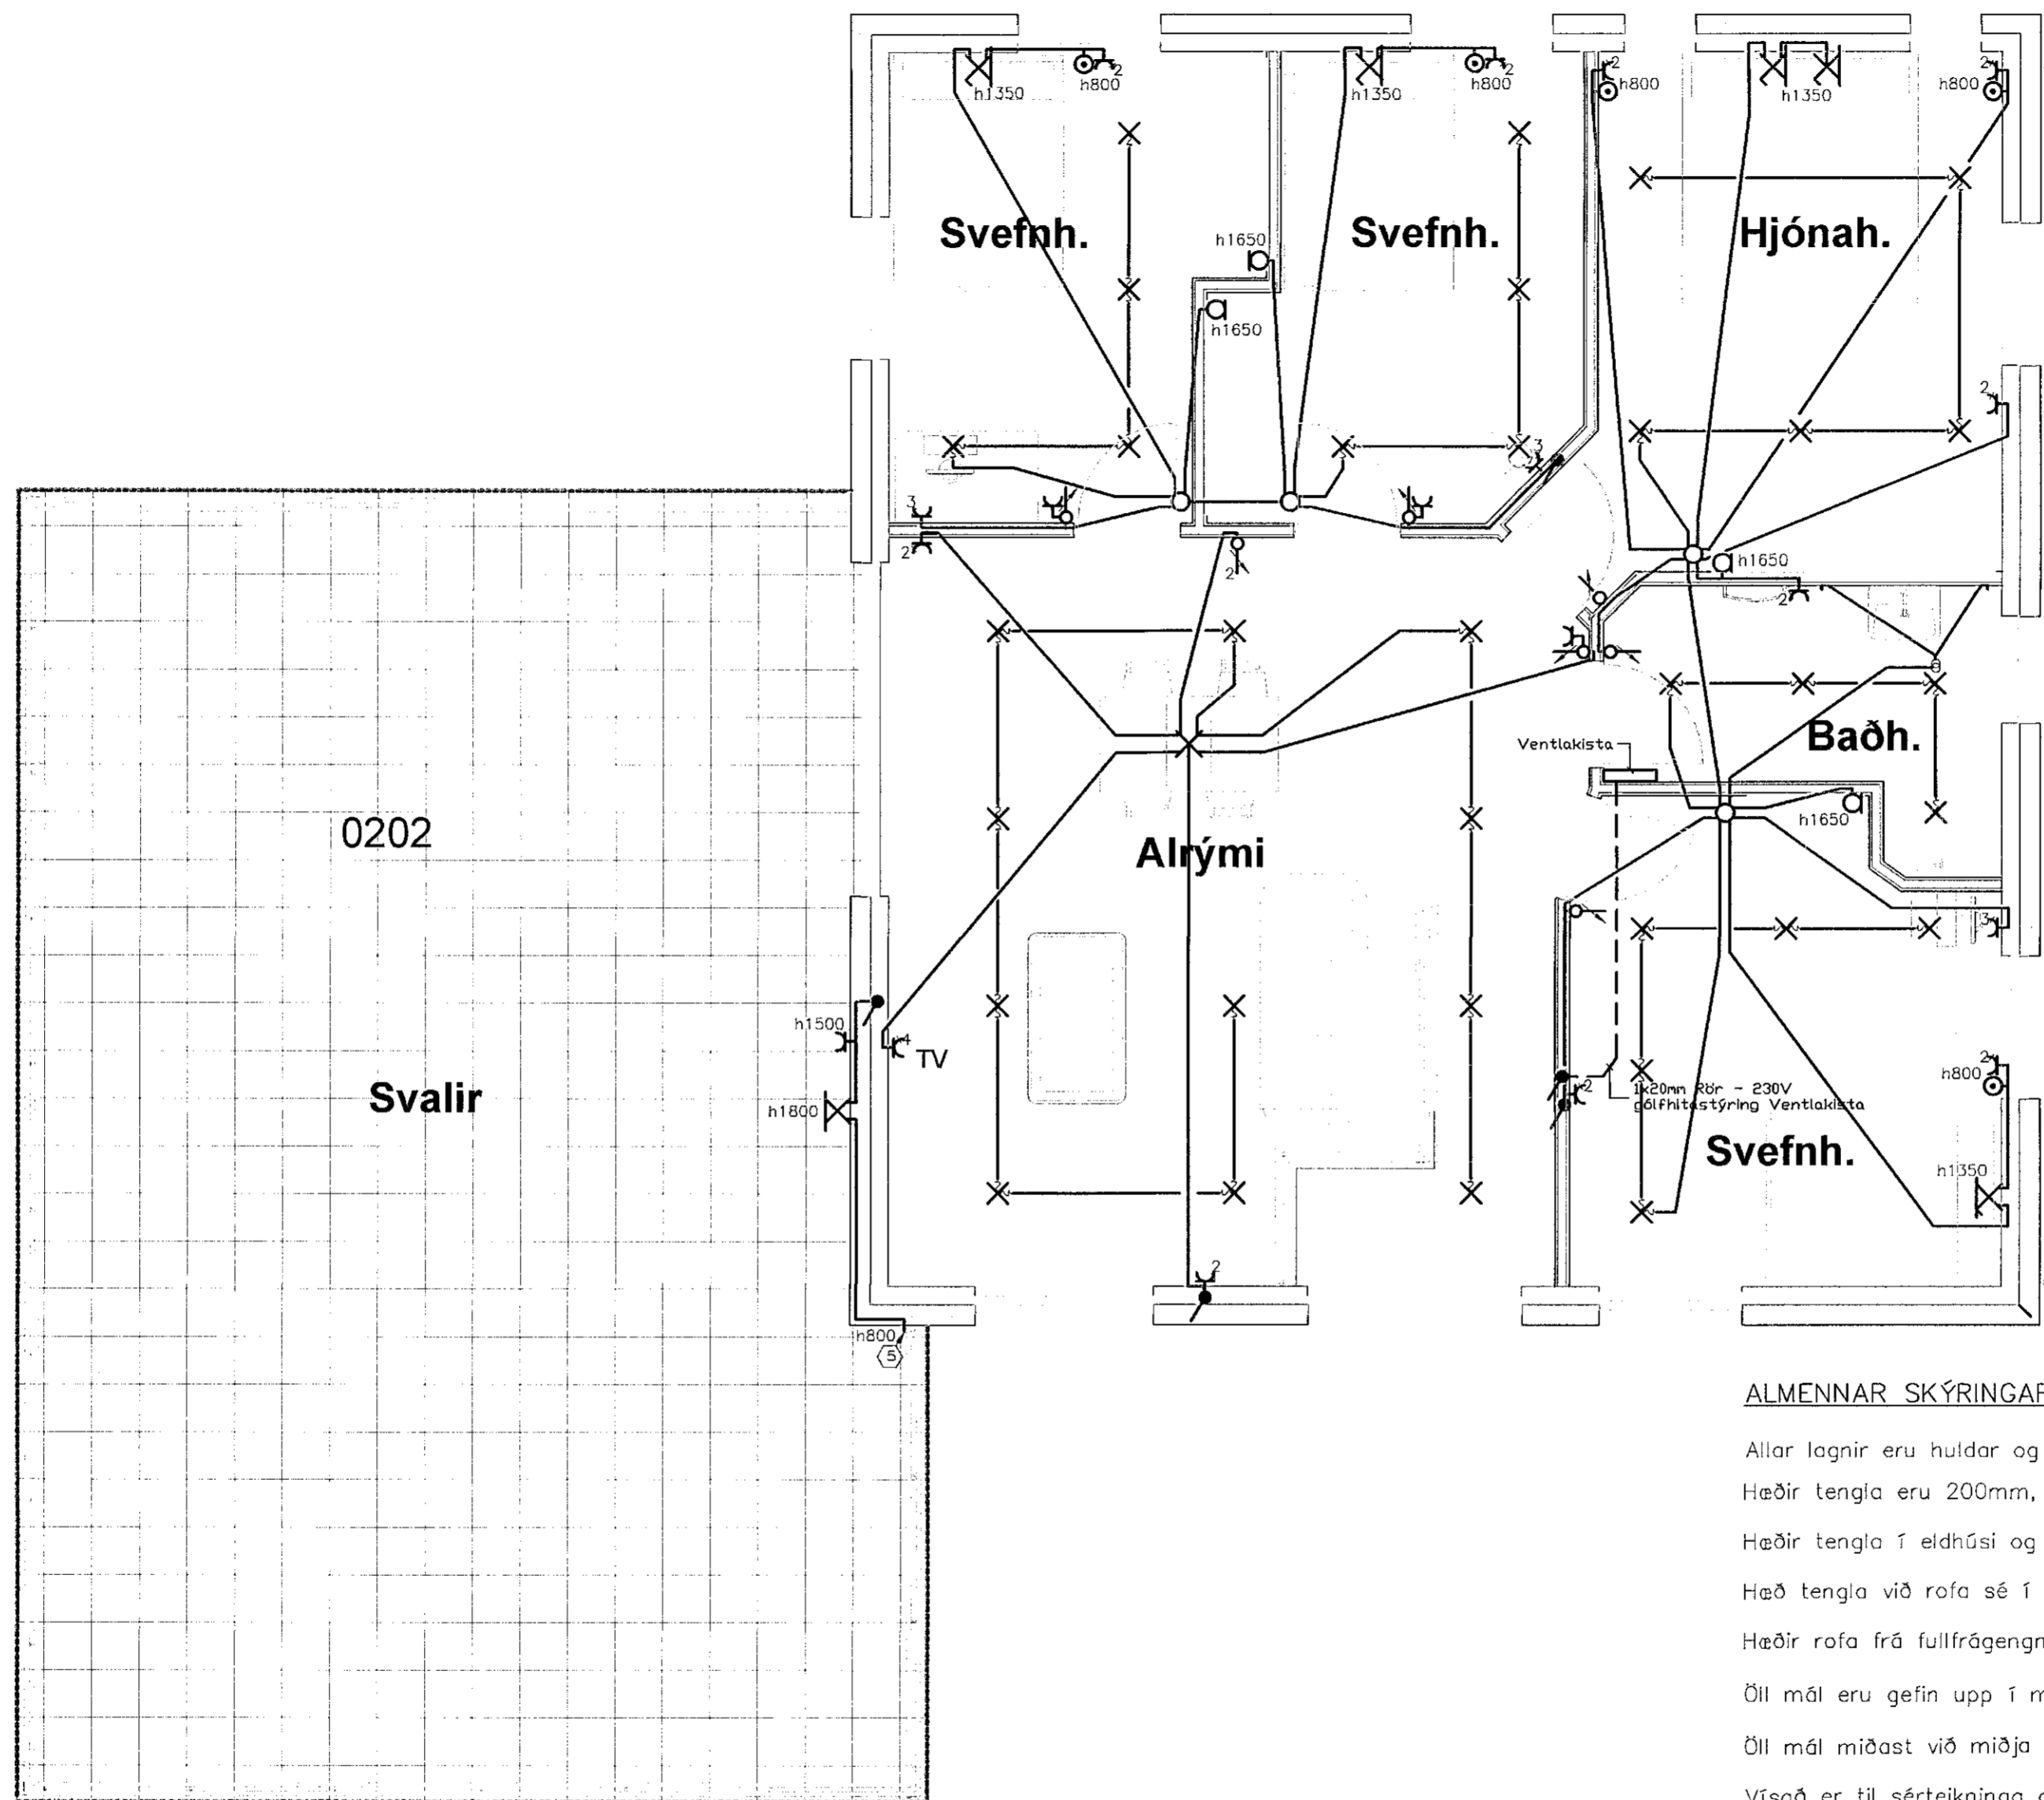 2
h1350
h800
2
h1350
h800
2
h800
h1350
2
h800
Svefnh.
Svefnh.
Hjónah.
h1650
h1650
2
3
3
2
2
h1650
2
Baðh.
Ventlakista
h1650
0202
Alrými
3
h1500
4
TV
2
h800
2
1x20mm Rör - 230V
gólfhitastýring Ventlakista
h1800
Svalir
Svefnh.
h1350
2
h800
5
ALMENNAR SKÝRINGAR
Allar lagnir eru huldar og
Hæðir tengla eru 200mm,
Hæðir tengla í eldhúsi og
Hæð tengla við rofa sé í
Hæðir rofa frá fullfrágengn
Öll mál eru gefin upp í m
Öll mál miðast við miðja
Vísað er til sérteikninga